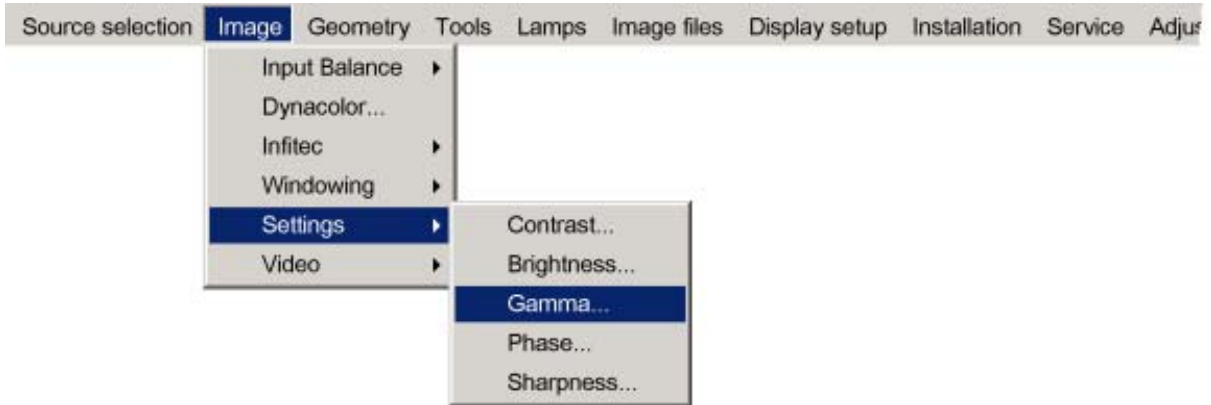 Source selection Image Geometry Tools Lamps Image files Display setup Installation Service
Input Balance
Dynacolor...
Infitec
Windowing
Settings
Video
Contrast...
Brightness...
Gamma...
Phase...
Sharpness...